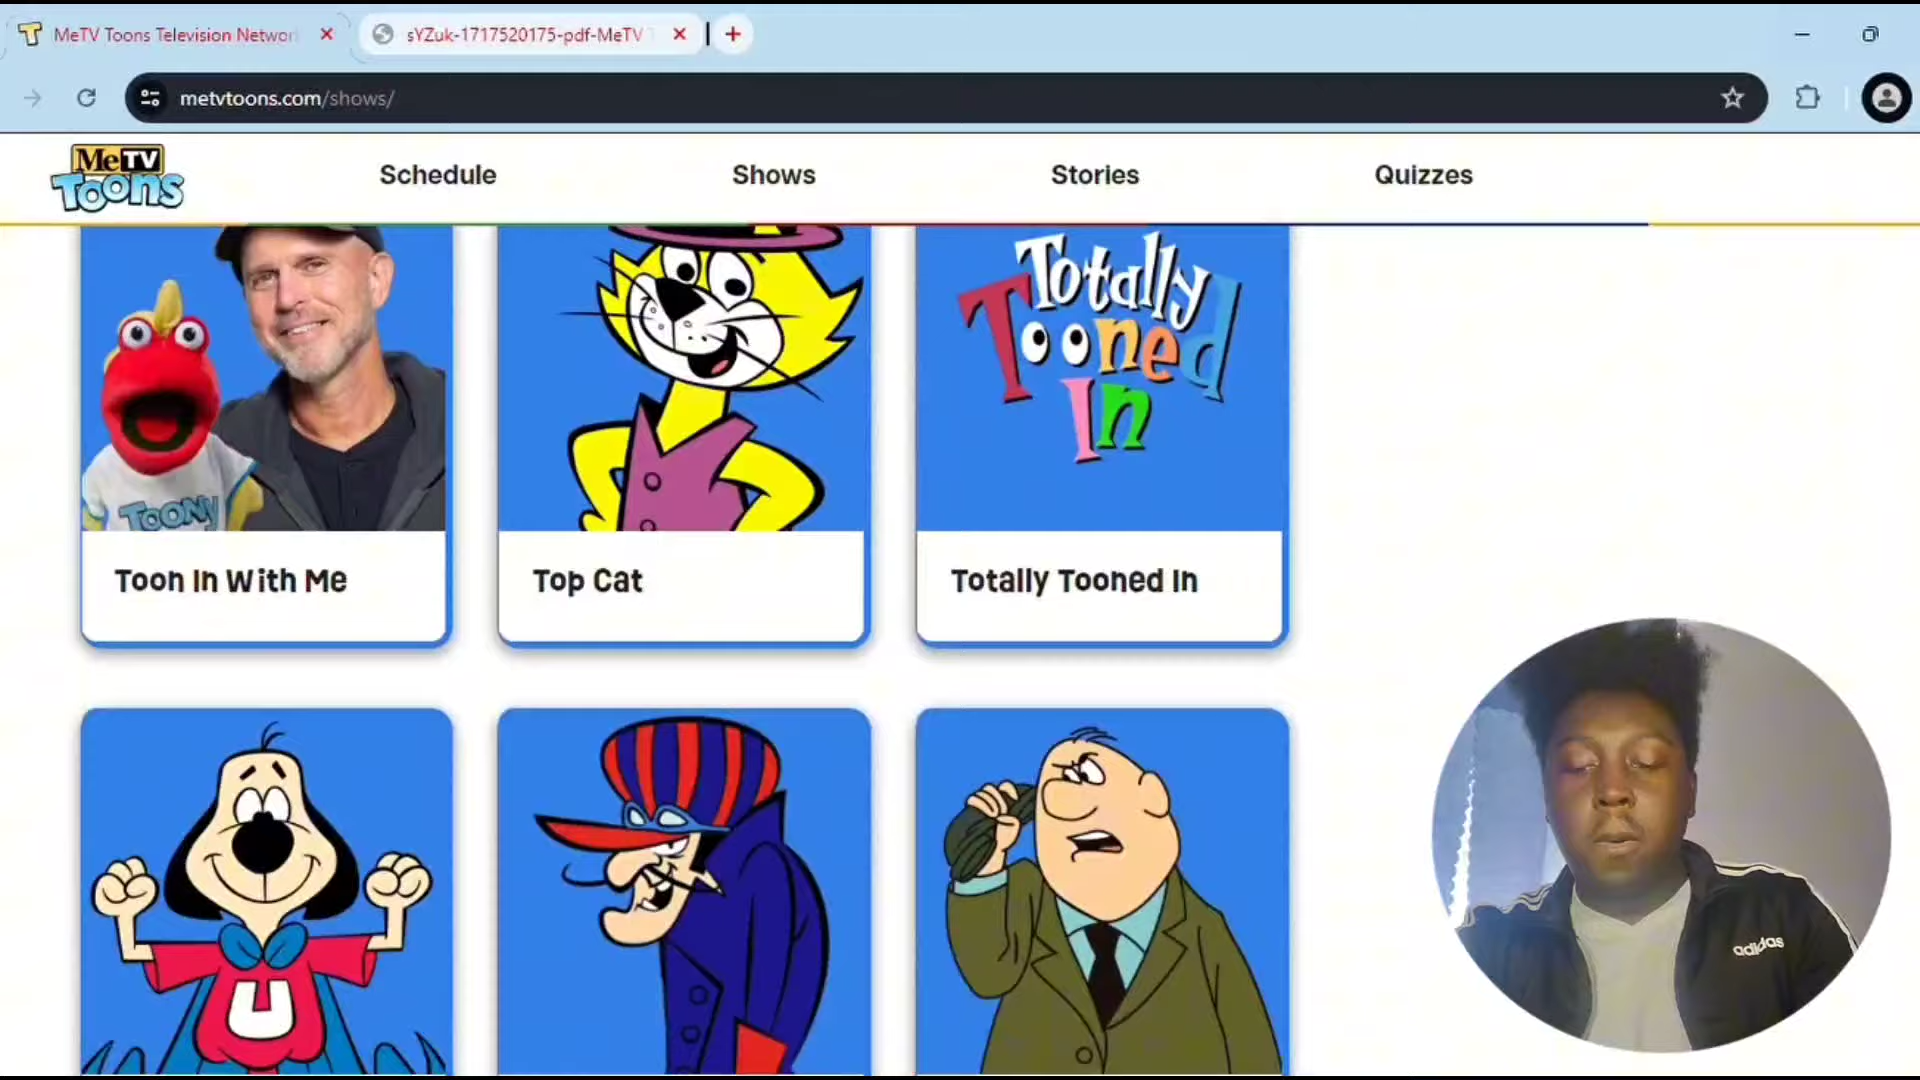 MeTV Toons Television Networ
sYZuk-1717520175-pdf-MeTV T
metvtoons.com/shows/
MeTV
Toons
Schedule
Shows
Stories
Quizzes
TOONY
Totally
Tooned
In
Toon In With Me
Top Cat
Totally Tooned In
U
adidas